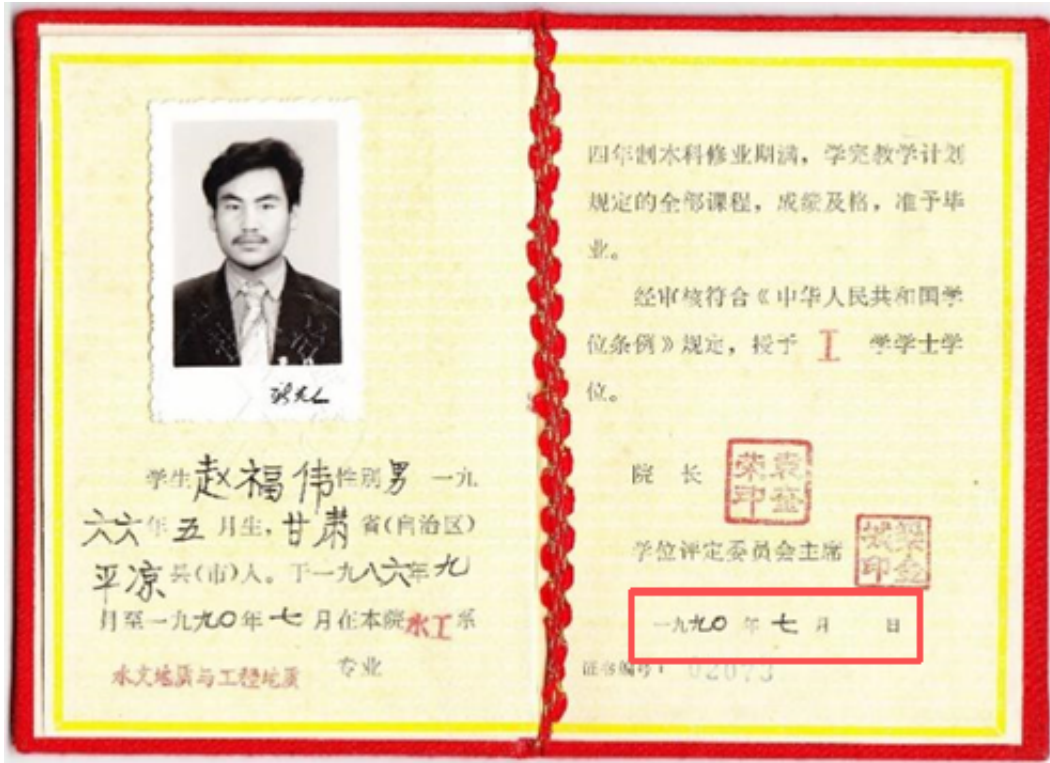 学生赵福伟性别男 一九
六六年五月生,甘肃省(自治区)
平凉县(市)人。于一九八六年九
月至一九九〇年七月在本院水工系
水文地质与工程地质 专业
四年制本科修业期满,学完教学计划
规定的全部课程,成绩及格,准予毕
业。
经审核符合《中华人民共和国学
位条例》规定,授予 工 学学士学
位。
院 长
学位评定委员会主席
一九九〇年七月 日
证书编号: 02073